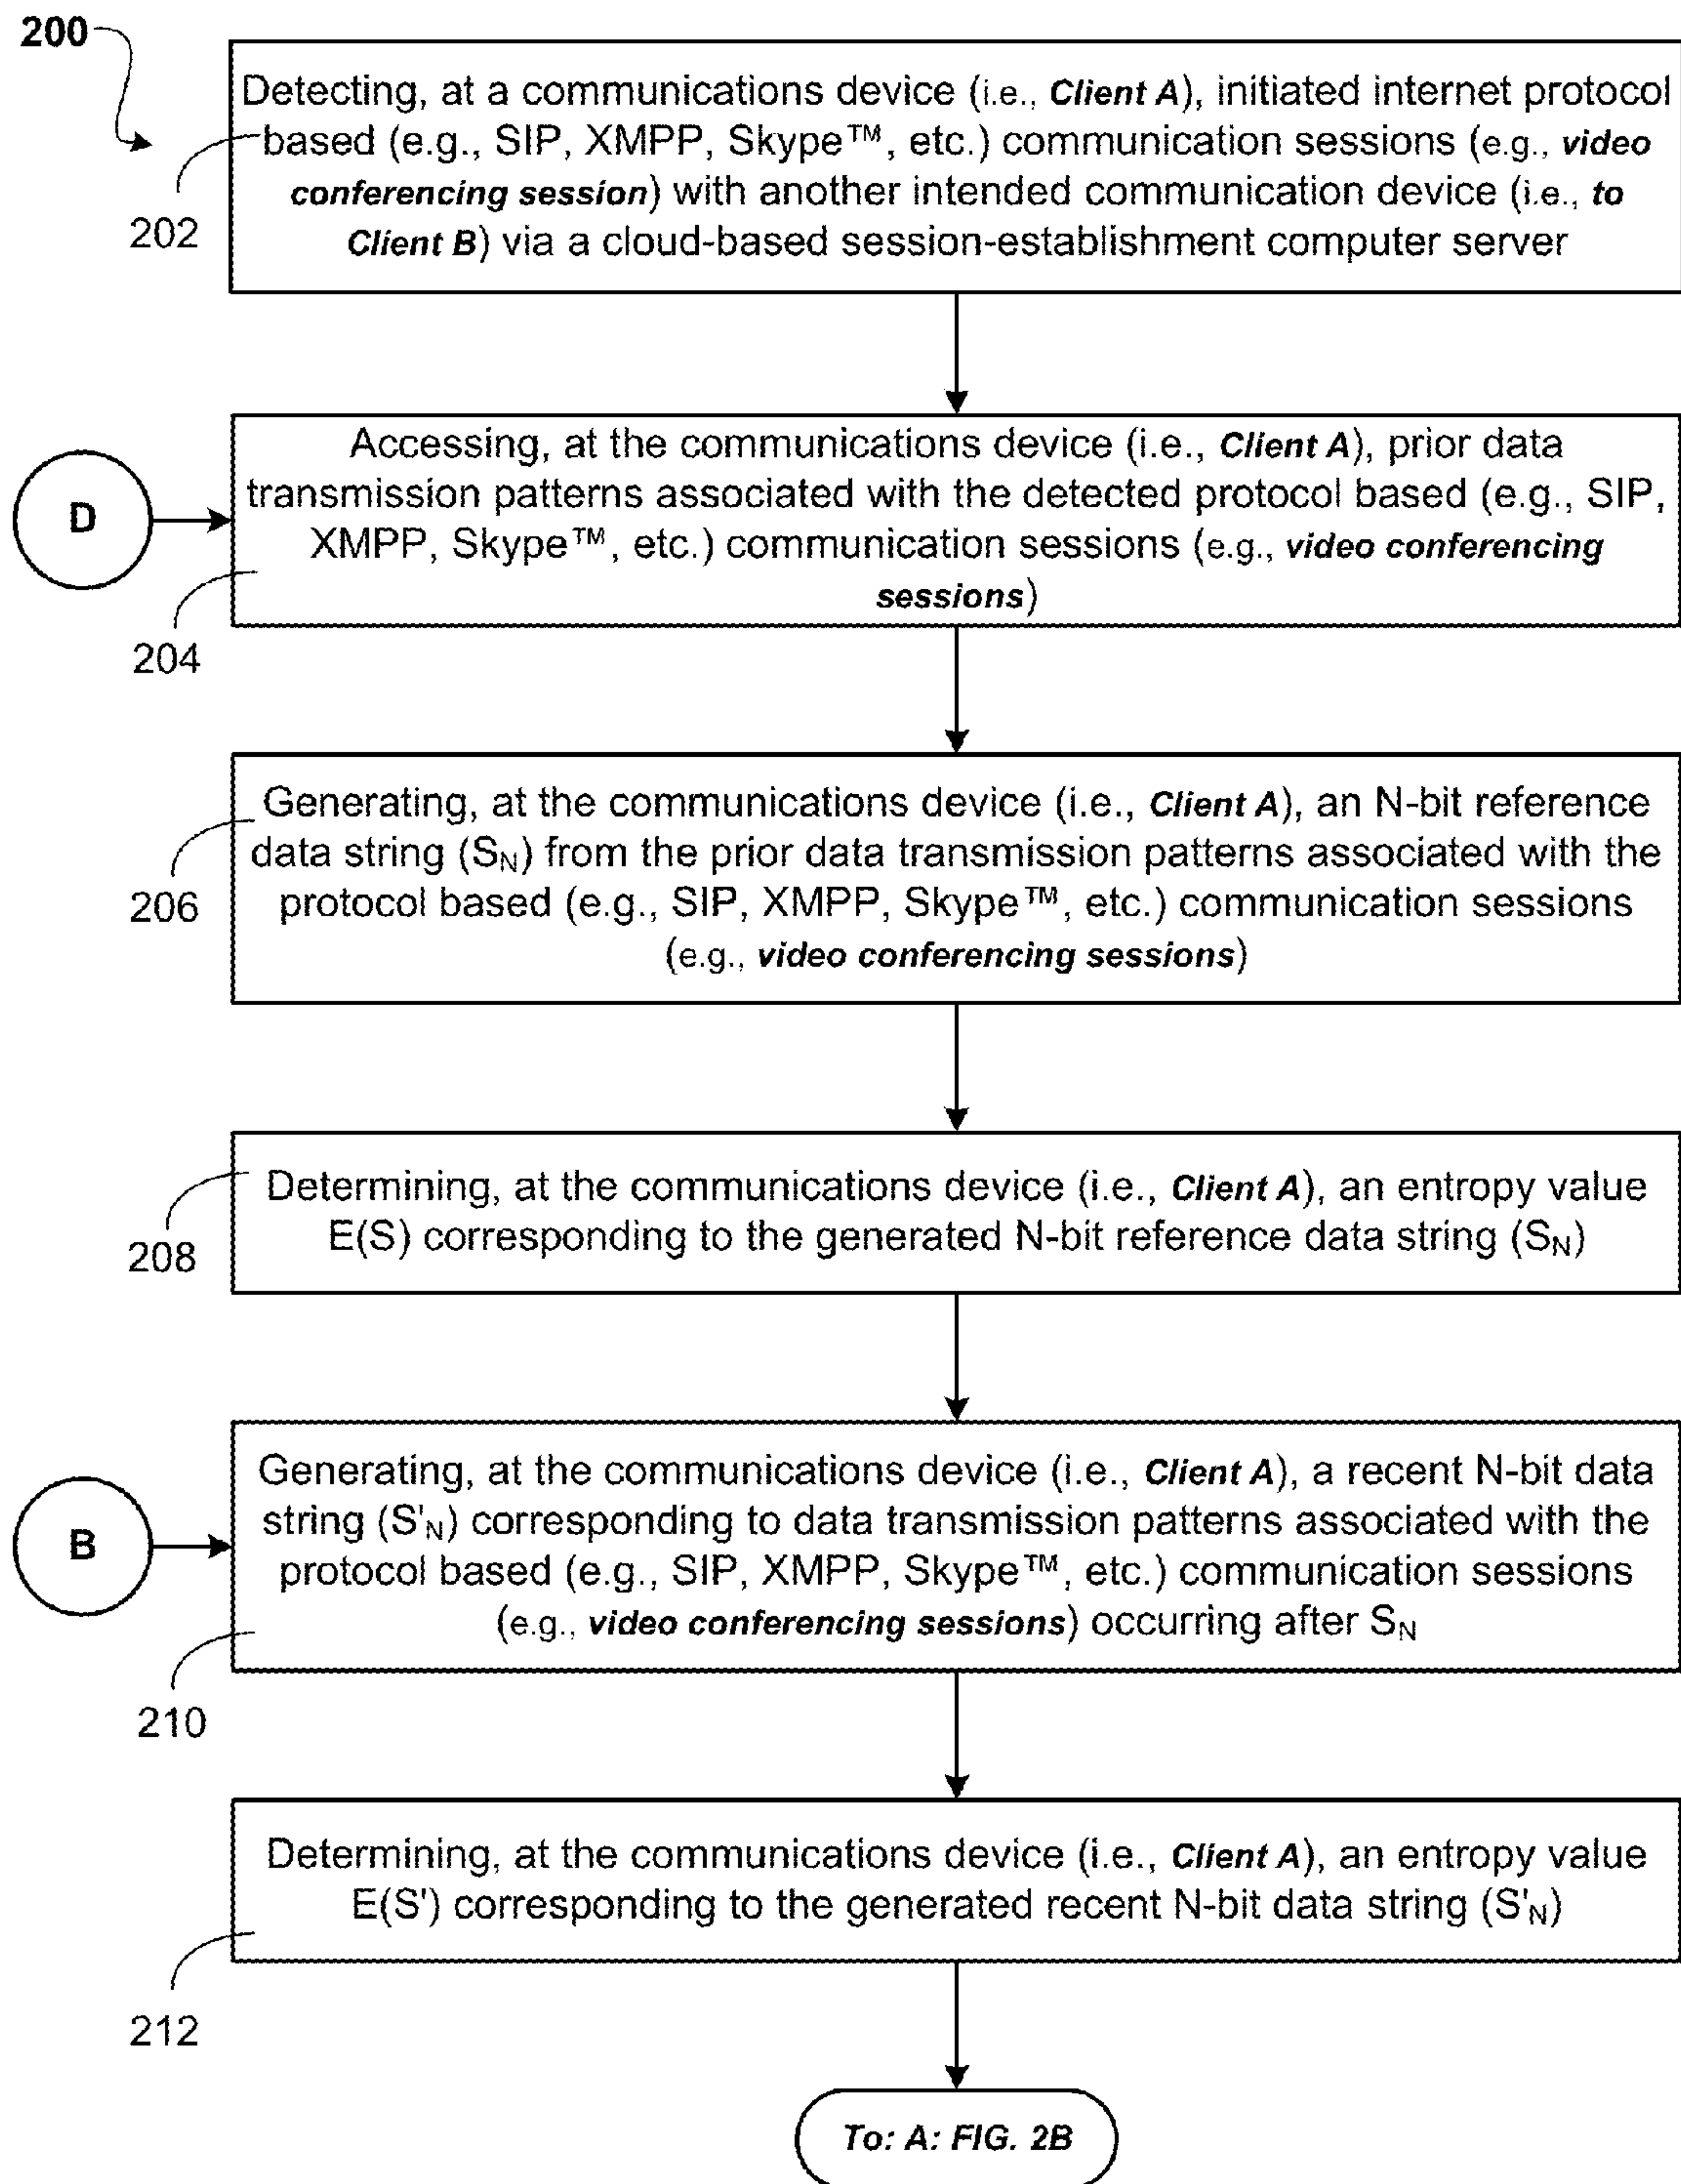 200
Detecting, at a communications device (i.e., Client A), initiated internet protocol
based (e.g., SIP, XMPP, Skype™, etc.) communication sessions (e.g., video
conferencing session) with another intended communication device (i.e., to
Client B) via a cloud-based session-establishment computer server
202
D
Accessing, at the communications device (i.e., Client A), prior data
transmission patterns associated with the detected protocol based (e.g., SIP,
XMPP, Skype™, etc.) communication sessions (e.g., video conferencing
sessions)
204
Generating, at the communications device (i.e., Client A), an N-bit reference
data string (SN) from the prior data transmission patterns associated with the
protocol based (e.g., SIP, XMPP, Skype™, etc.) communication sessions
(e.g., video conferencing sessions)
206
Determining, at the communications device (i.e., Client A), an entropy value
E(S) corresponding to the generated N-bit reference data string (SN)
208
B
Generating, at the communications device (i.e., Client A), a recent N-bit data
string (S'N) corresponding to data transmission patterns associated with the
protocol based (e.g., SIP, XMPP, Skype™, etc.) communication sessions
(e.g., video conferencing sessions) occurring after SN
210
Determining, at the communications device (i.e., Client A), an entropy value
E(S') corresponding to the generated recent N-bit data string (S'N)
212
To: A: FIG. 2B